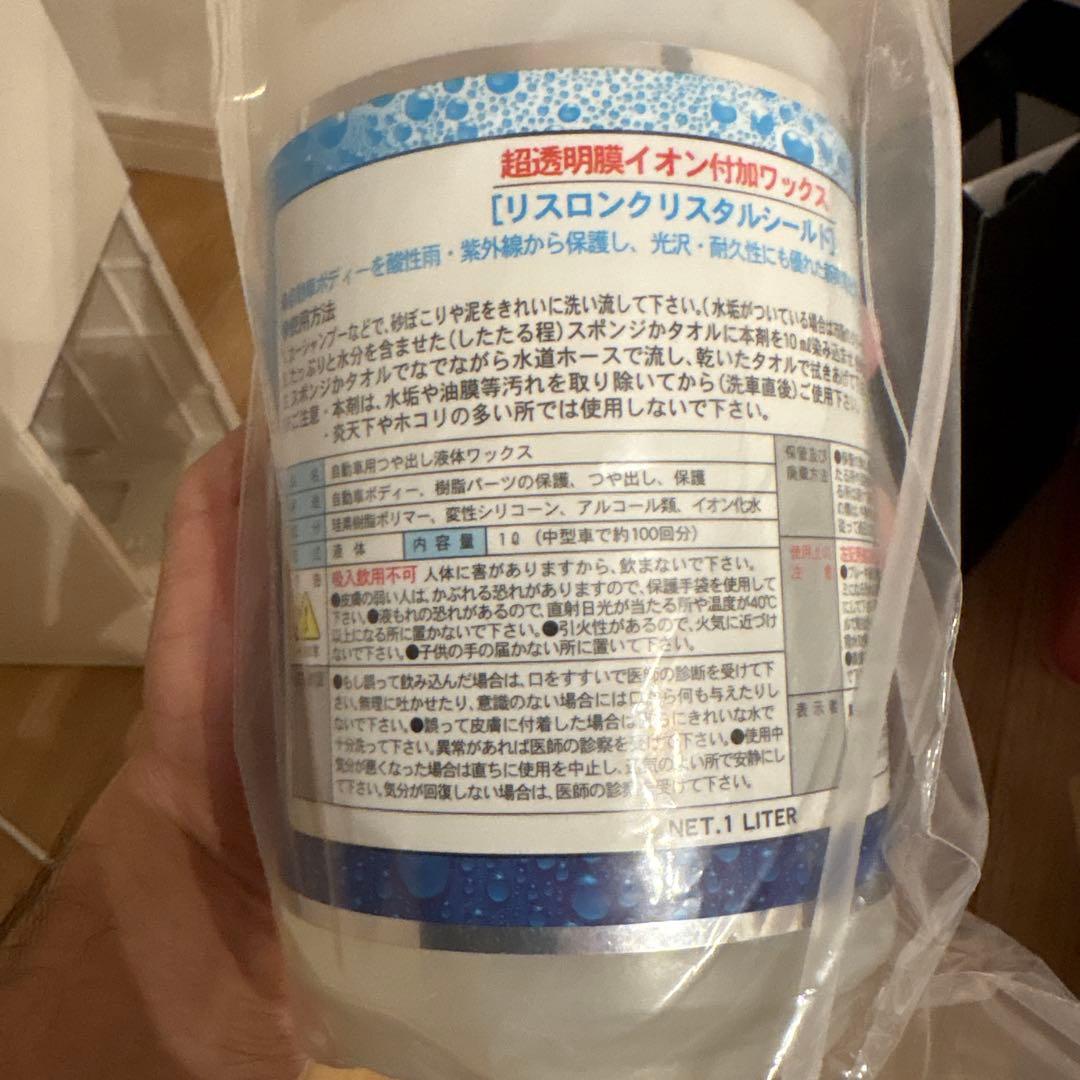 超透明膜イオン付加ワックス
[リスロンクリスタルシールド]
ボディーを酸性雨・紫外線から保護し、光沢・耐久性にも優れた
使用方法
カーシャンプーなどで、砂ぼこりや泥をきれいに洗い流して下さい。(水垢がついている場合は
たっぷりと水分を含ませた(したたる程)スポンジかタオルに本剤を10㎖染み込ませ
スポンジかタオルでなでながら水道ホースで流し、乾いたタオルで拭きあげて下
ご注意・本剤は、水垢や油膜等汚れを取り除いてから(洗車直後)ご使用下さい。
・炎天下やホコリの多い所では使用しないで下さい。
品名 自動車用つや出し液体ワックス
自動車ボディー、樹脂パーツの保護、つや出し、保護
成分 珪素樹脂ポリマー、変性シリコーン、アルコール類、イオン化水
液体 内容量 1ℓ (中型車で約100回分)
吸入飲用不可 人体に害がありますから、飲まないで下さい。
●皮膚の弱い人は、かぶれる恐れがありますので、保護手袋を使用して
下さい。●液もれの恐れがあるので、直射日光が当たる所や温度が40℃
以上になる所に置かないで下さい。●引火性があるので、火気に近づけ
ないで下さい。●子供の手の届かない所に置いて下さい。
●もし誤って飲み込んだ場合は、口をすすいで医師の診断を受けて下
さい。無理に吐かせたり、意識のない場合には口から何も与えたりし
ないで下さい。●誤って皮膚に付着した場合は、にきれいな水で
十分洗って下さい。異常があれば医師の診察を受けて下さい。●使用中
気分が悪くなった場合は直ちに使用を中止し、空気のよい所で安静にし
て下さい。気分が回復しない場合は、医師の診察を受けて下さい。
保管及び
廃棄方法
使用上の
注意
表示者
NET.1 LITER